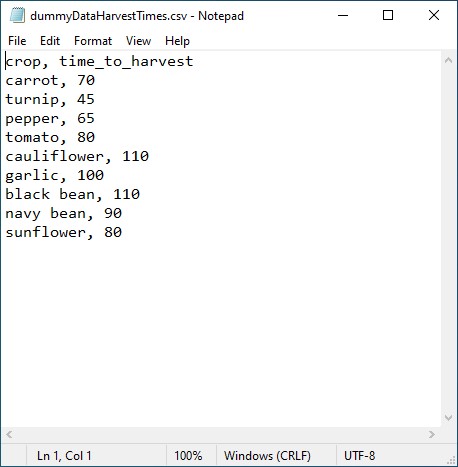 dummyDataHarvestTimes.csv - Notepad
File Edit Format View Help
crop, time_to_harvest
carrot, 70
turnip, 45
pepper, 65
tomato, 80
cauliflower, 110
garlic, 100
black bean, 110
navy bean, 90
sunflower, 80
Ln 1, Col 1 100% Windows (CRLF) UTF-8